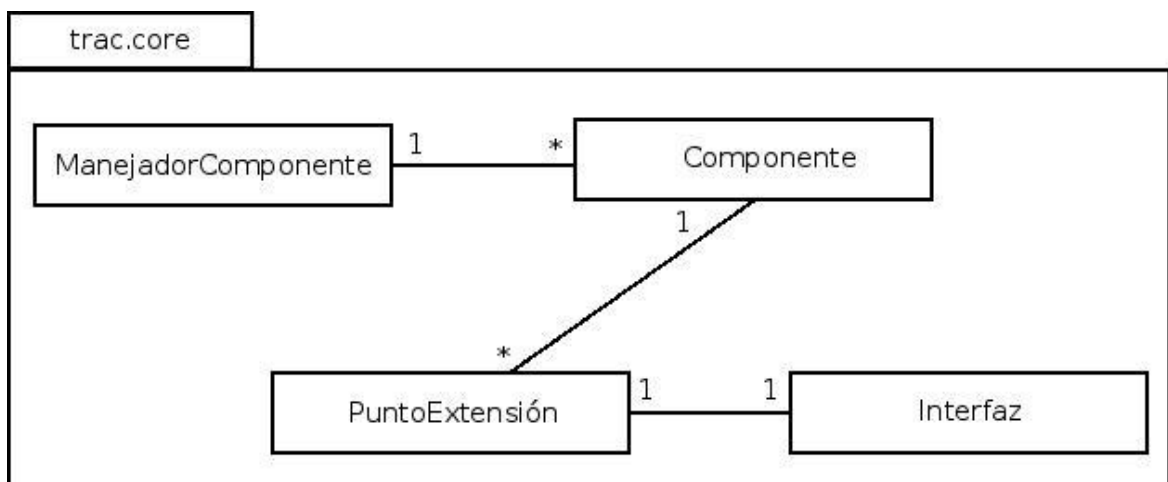 trac.core
ManejadorComponente
1
*
Componente
1
*
PuntoExtensión
1
1
Interfaz